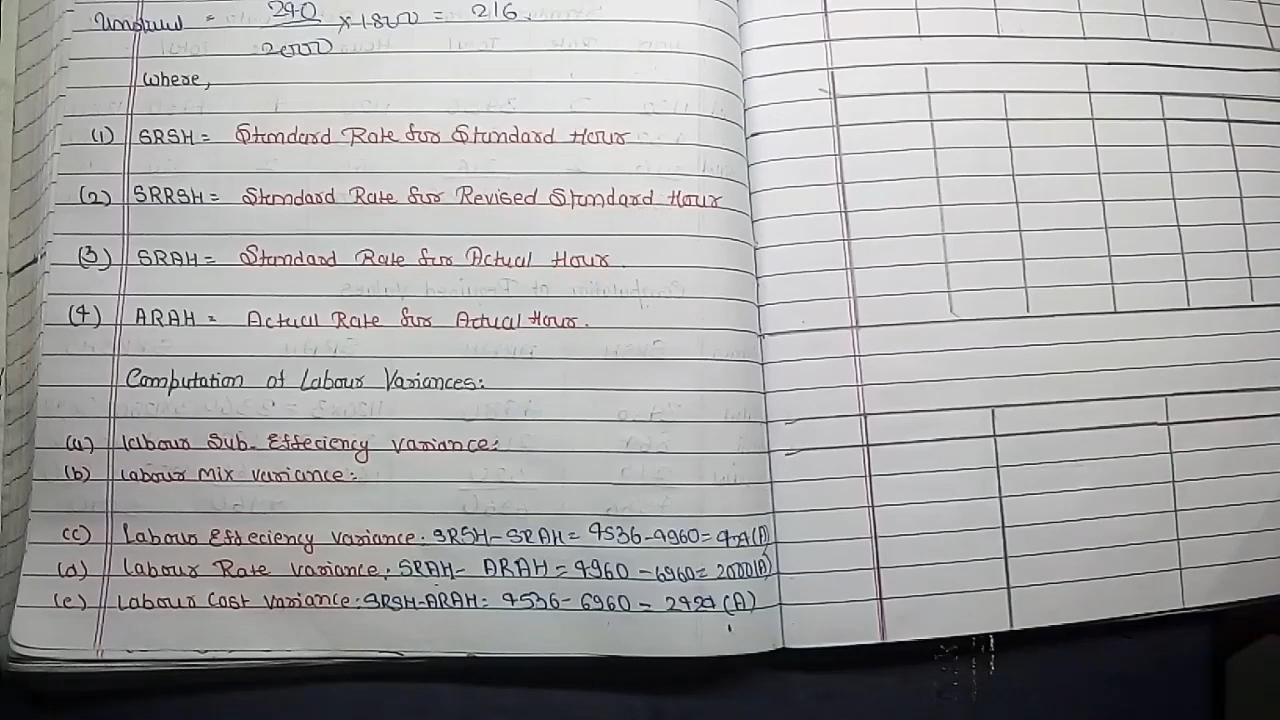 = 240/2000 × 1800 = 216.
where,
(1) SRSH = Standard Rate for Standard Hour
(2) SRRSH = Standard Rate for Revised Standard Hour
(3) SRAH = Standard Rate for Actual Hour
(4) ARAH = Actual Rate for Actual Hour.
Computation of Labour Variances:
(a) Labour Sub. Effeciency variance:
(b) Labour Mix variance:
(c) Labour Effeciency variance: SRSH - SRAH = 4536 - 4960 = 424(A)
(d) Labour Rate variance: SRAH - ARAH = 4960 - 6960 = 2000(A)
(e) Labour Cost Variance: SRSH - ARAH = 4536 - 6960 = 2424 (A)